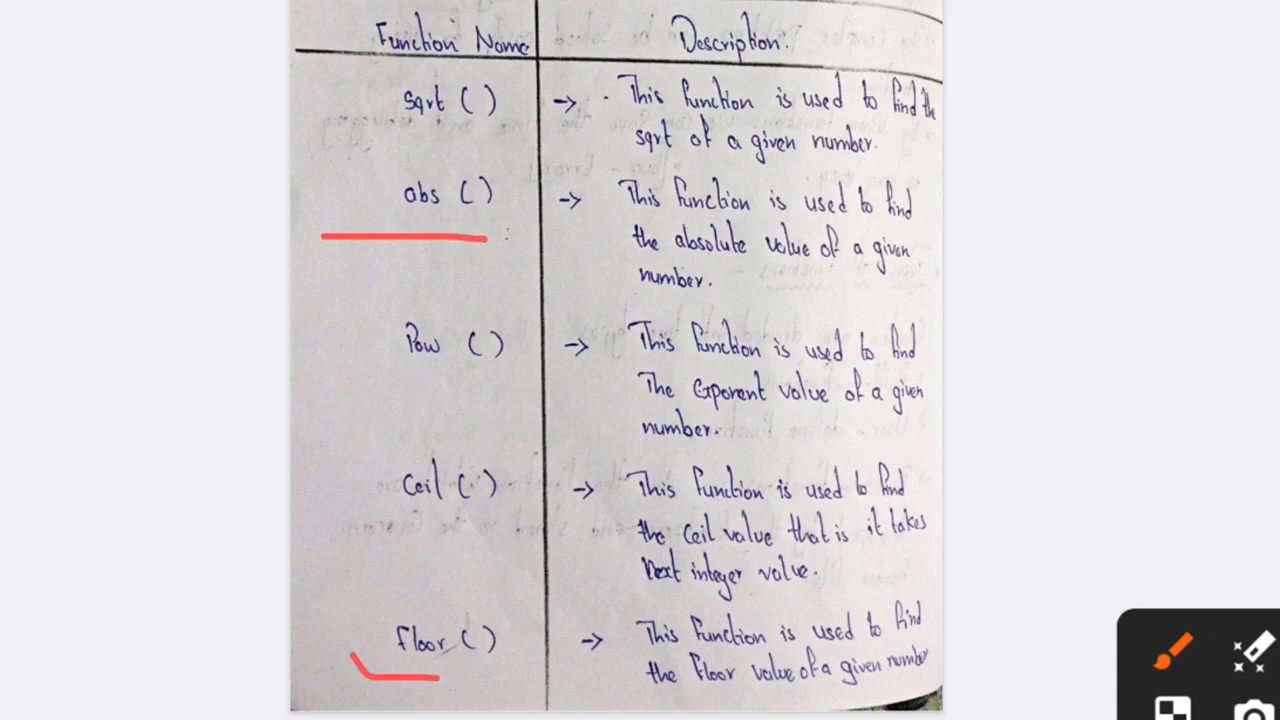 Function Name Description.
Sqrt ( ) -> This function is used to find the
sqrt of a given number.
abs ( ) -> This function is used to find
the absolute value of a given
number.
Pow ( ) -> This function is used to find
The Exponent value of a given
number.
Ceil ( ) -> This function is used to find
the Ceil value that is it takes
Next integer value.
Floor ( ) -> This function is used to find
the Floor value of a given number